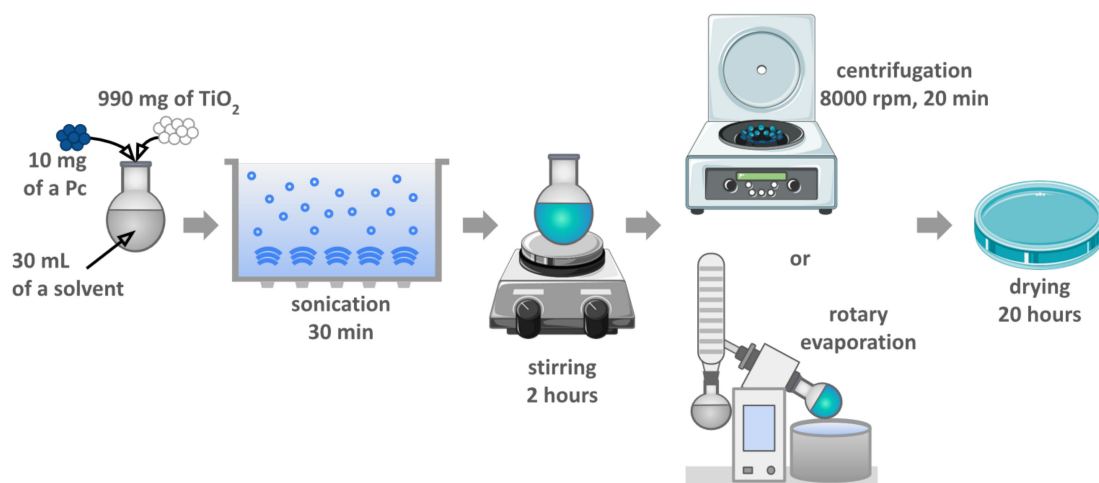 990 mg of TiO₂
10 mg
of a Pc
30 mL
of a solvent
sonication
30 min
stirring
2 hours
centrifugation
8000 rpm, 20 min
or
rotary
evaporation
drying
20 hours